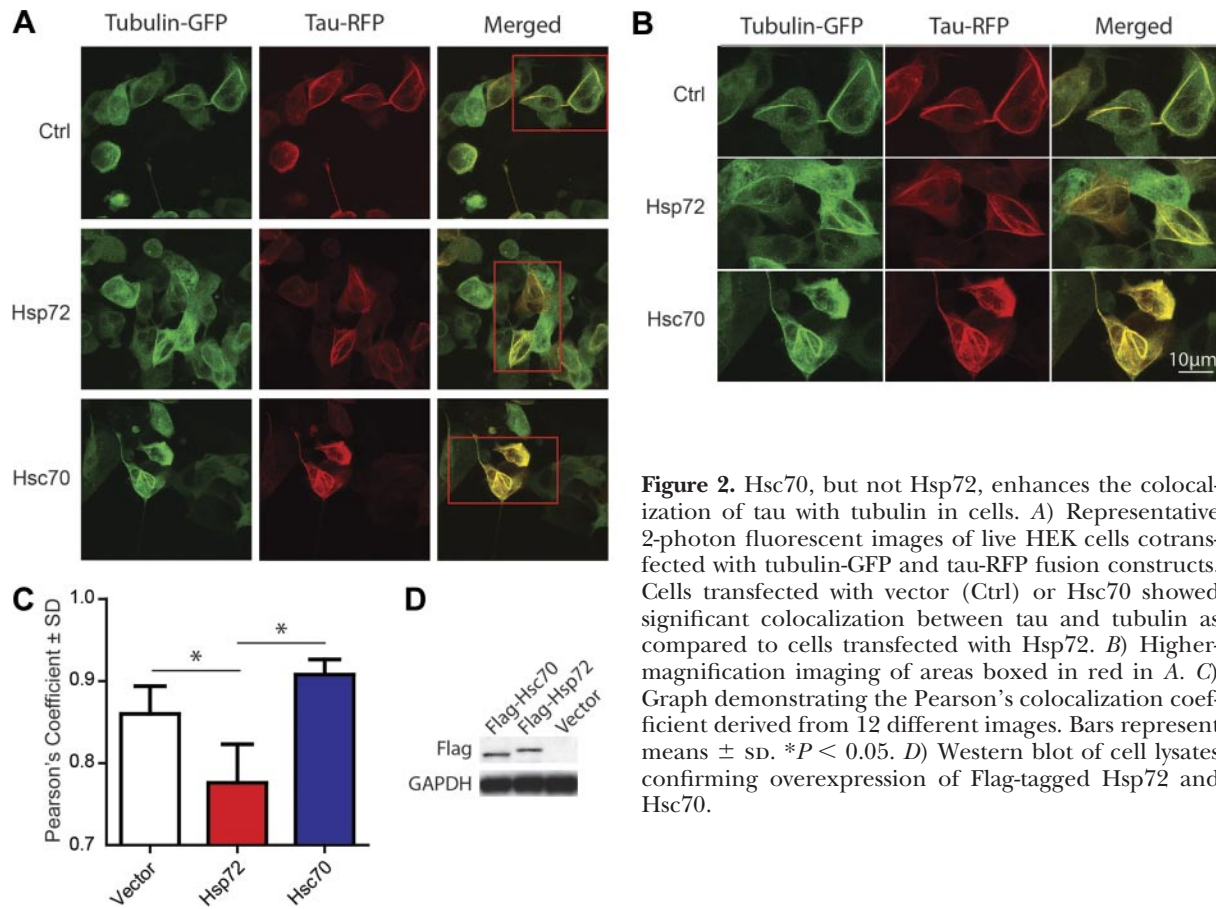 A
Tubulin-GFP Tau-RFP Merged
Ctrl
Hsp72
Hsc70
B
Tubulin-GFP Tau-RFP Merged
Ctrl
Hsp72
Hsc70
10µm
C
Pearson's Coefficient ± SD
1.0
0.9
0.8
0.7
*
*
Vector
Hsp72
Hsc70
D
Flag-Hsc70
Flag-Hsp72
Vector
Flag
GAPDH
Figure 2. Hsc70, but not Hsp72, enhances the colocal-
ization of tau with tubulin in cells. A) Representative
2-photon fluorescent images of live HEK cells cotrans-
fected with tubulin-GFP and tau-RFP fusion constructs.
Cells transfected with vector (Ctrl) or Hsc70 showed
significant colocalization between tau and tubulin as
compared to cells transfected with Hsp72. B) Higher-
magnification imaging of areas boxed in red in A. C)
Graph demonstrating the Pearson's colocalization coef-
ficient derived from 12 different images. Bars represent
means ± SD. *P < 0.05. D) Western blot of cell lysates
confirming overexpression of Flag-tagged Hsp72 and
Hsc70.